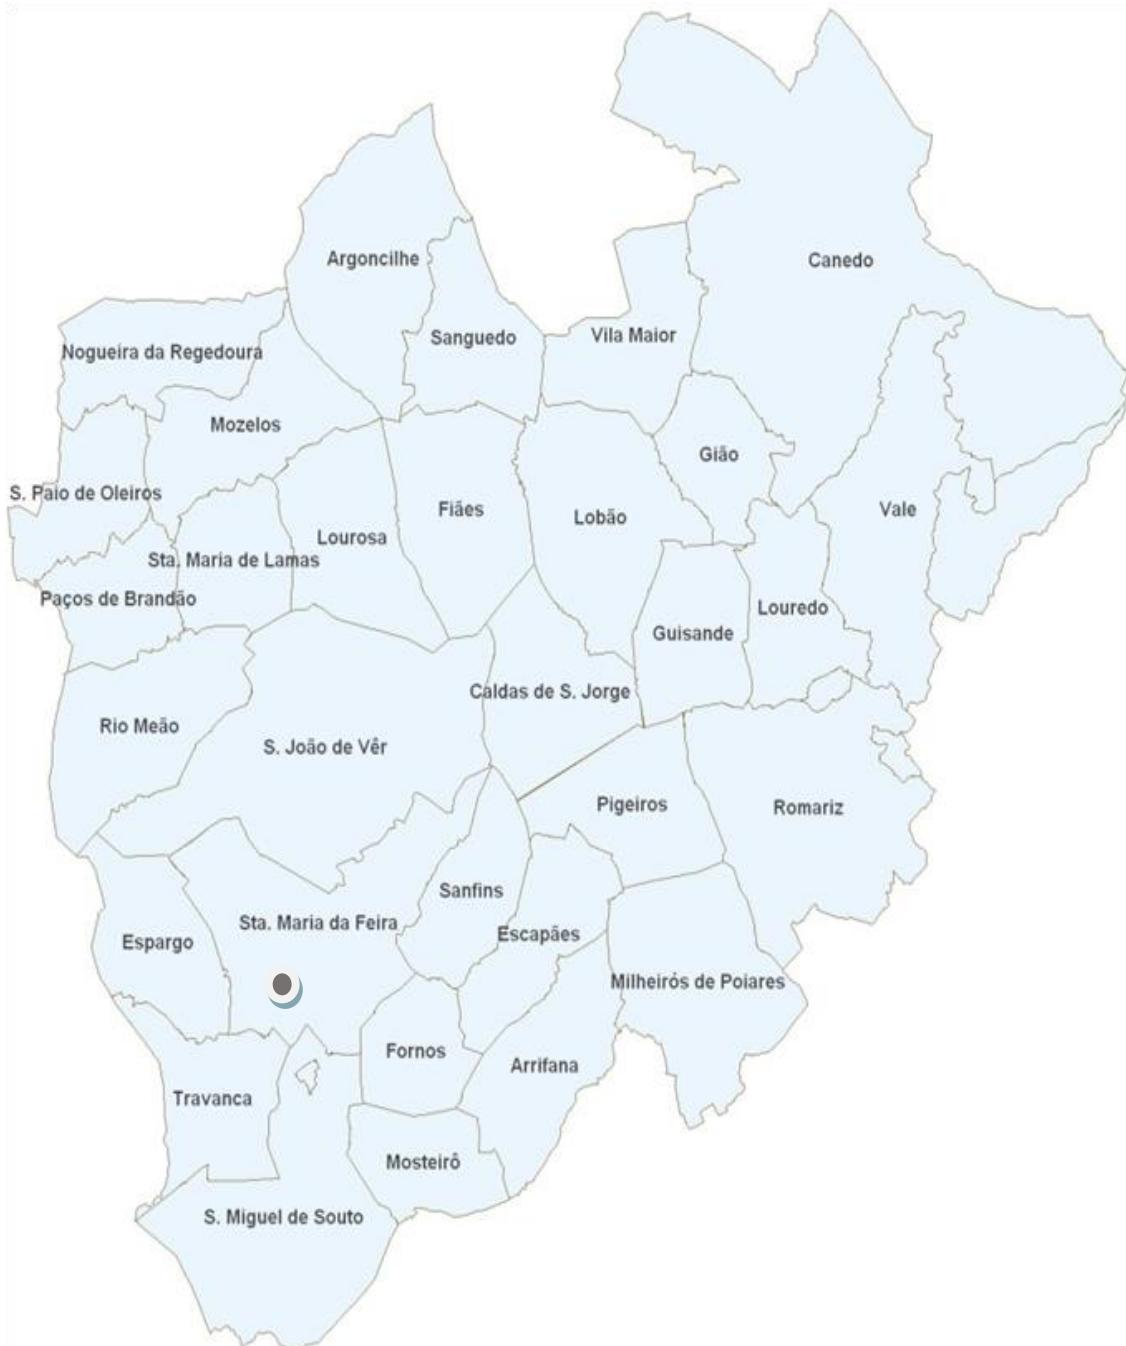 Canedo
Argoncilhe
Sanguedo
Vila Maior
Nogueira da Regedoura
Mozelos
Gião
S. Paio de Oleiros
Fiães
Vale
Lobão
Lourosa
Sta. Maria de Lamas
Paços de Brandão
Louredo
Guisande
Caldas de S. Jorge
Rio Meão
S. João de Vêr
Pigeiros
Romariz
Sanfins
Sta. Maria da Feira
Escapães
Espargo
Milheirós de Poiares
Fornos
Arrifana
Travanca
Mosteirô
S. Miguel de Souto